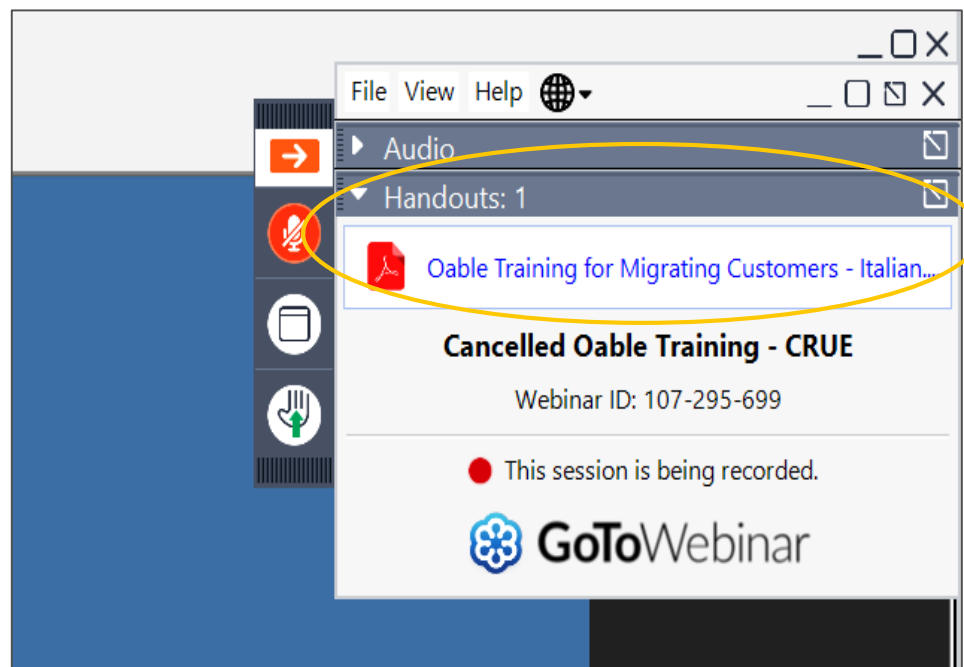 File View Help
Audio
Handouts: 1
Oable Training for Migrating Customers - Italian...
Cancelled Oable Training - CRUE
Webinar ID: 107-295-699
This session is being recorded.
GoToWebinar